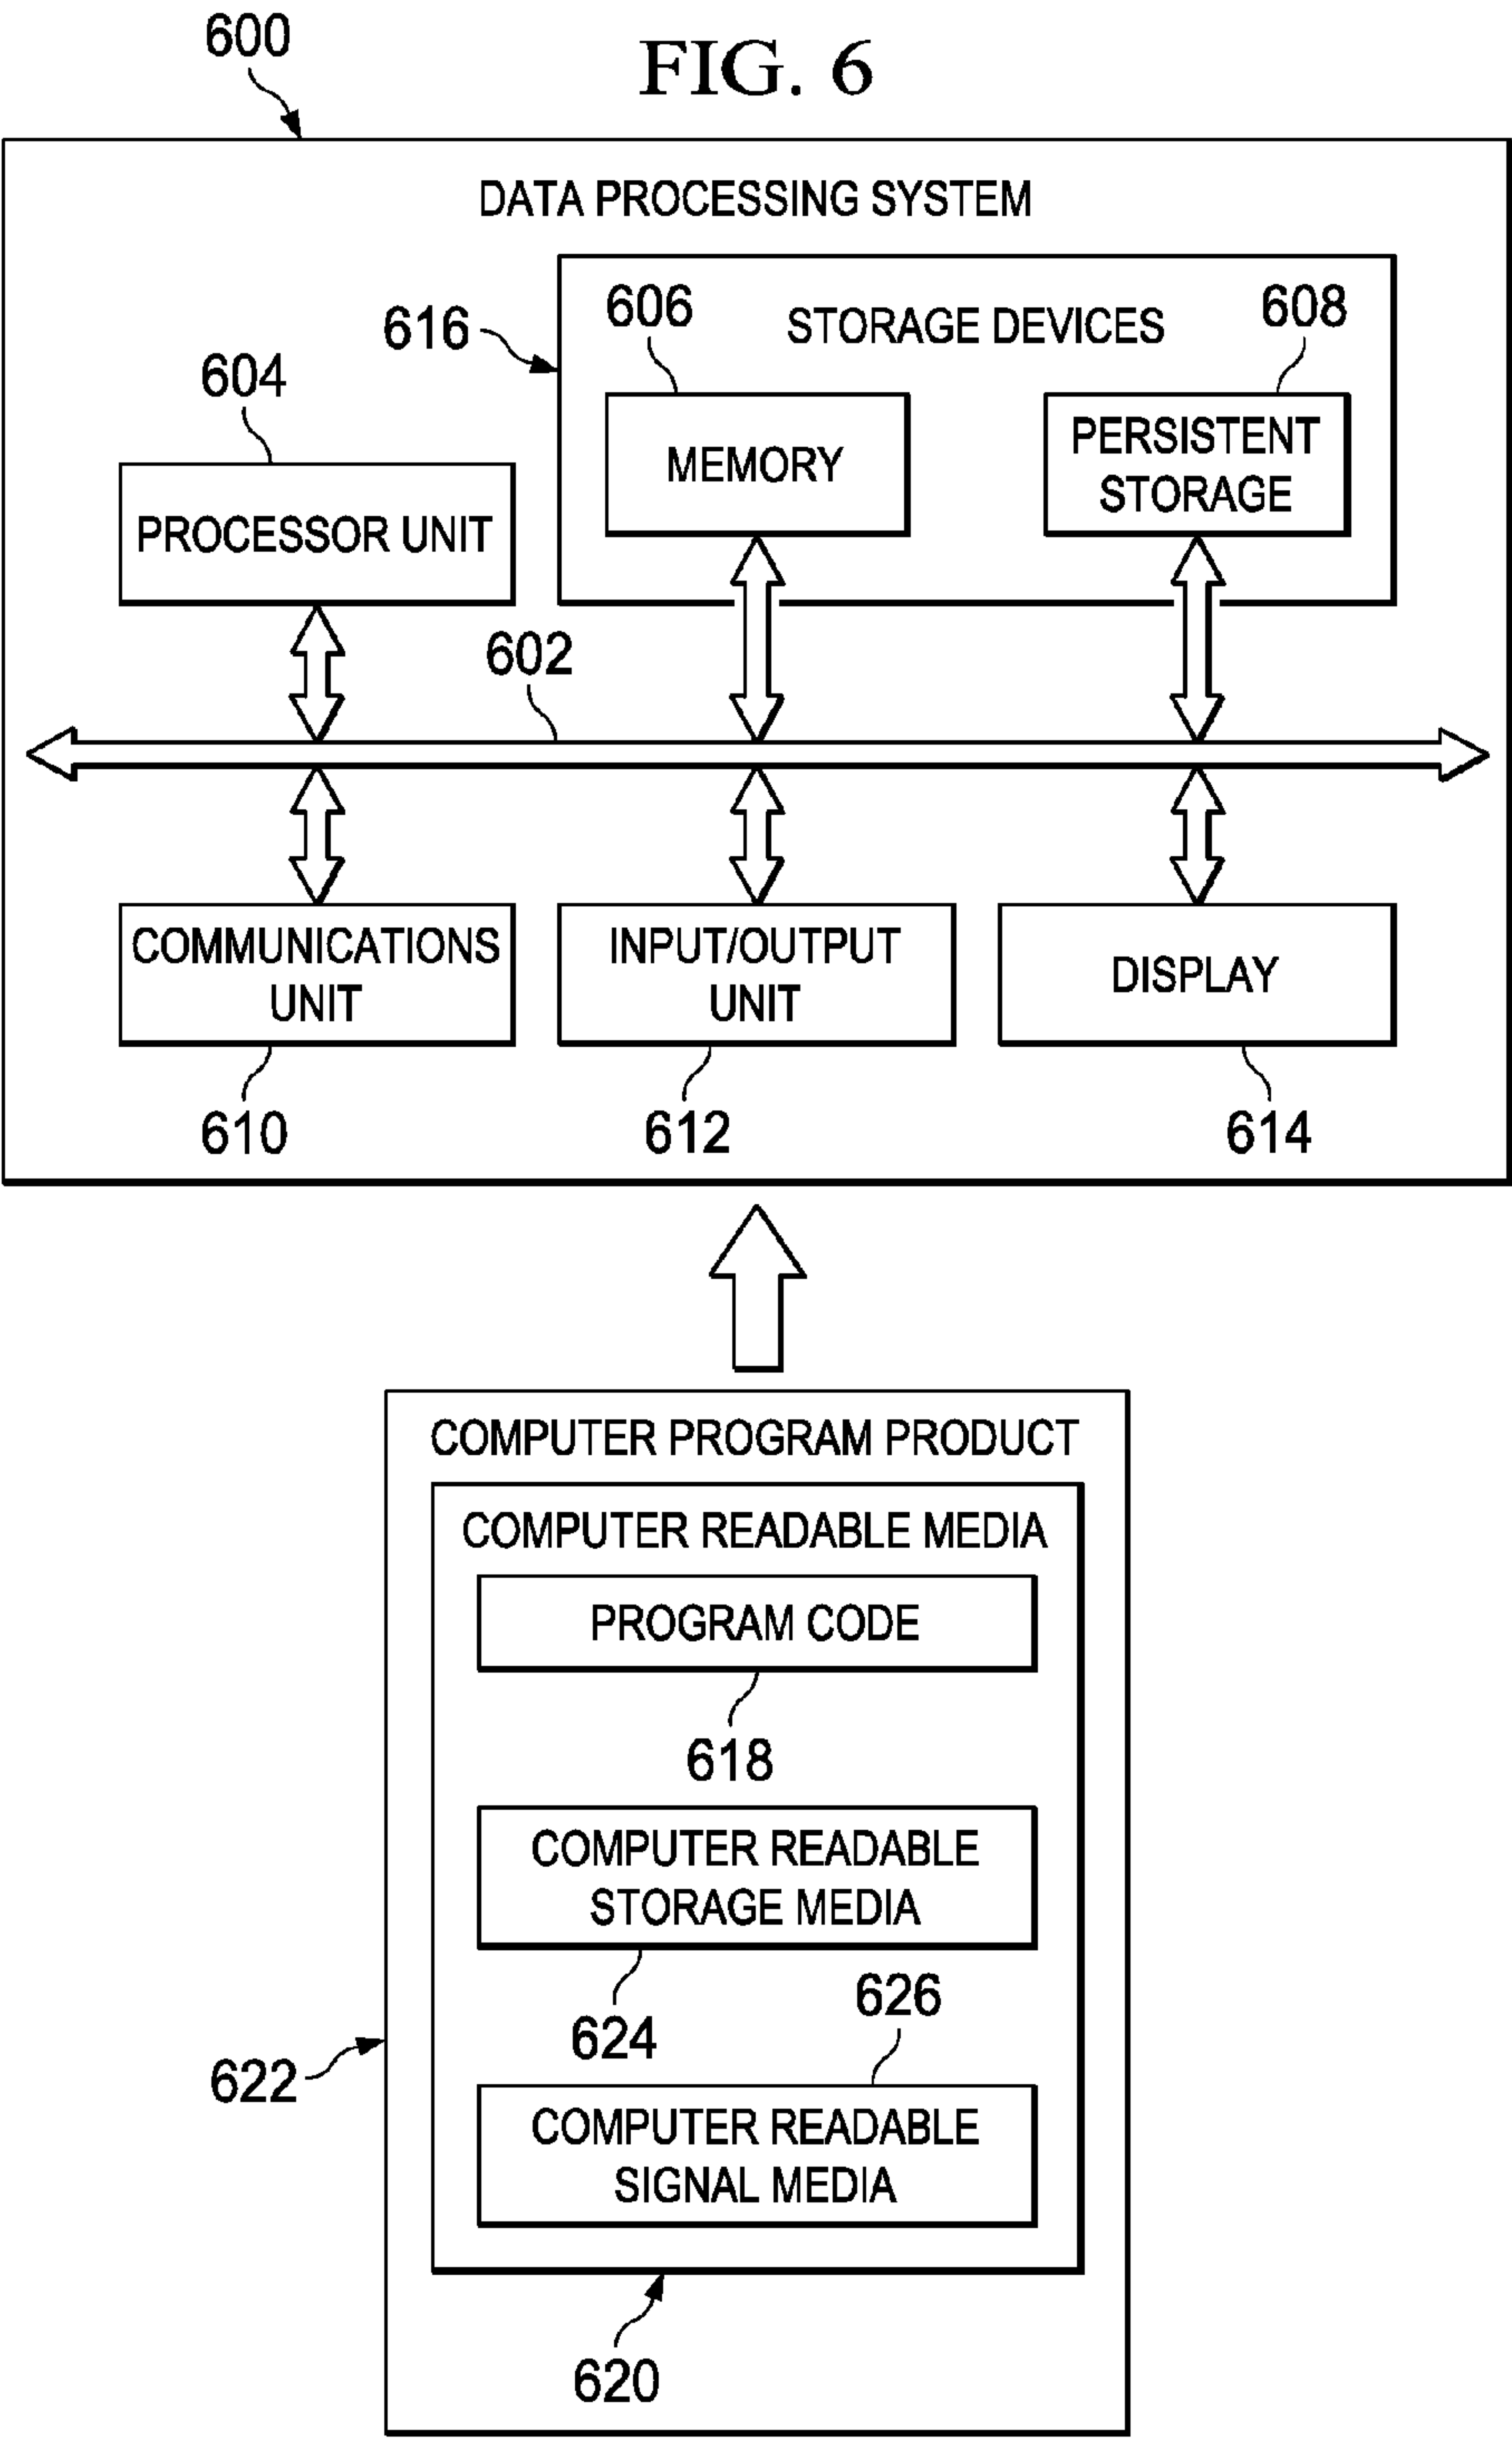 600
FIG. 6
DATA PROCESSING SYSTEM
616
606
STORAGE DEVICES
608
604
MEMORY
PERSISTENT
STORAGE
PROCESSOR UNIT
602
COMMUNICATIONS
UNIT
INPUT/OUTPUT
UNIT
DISPLAY
610
612
614
COMPUTER PROGRAM PRODUCT
COMPUTER READABLE MEDIA
PROGRAM CODE
618
COMPUTER READABLE
STORAGE MEDIA
624
626
622
COMPUTER READABLE
SIGNAL MEDIA
620